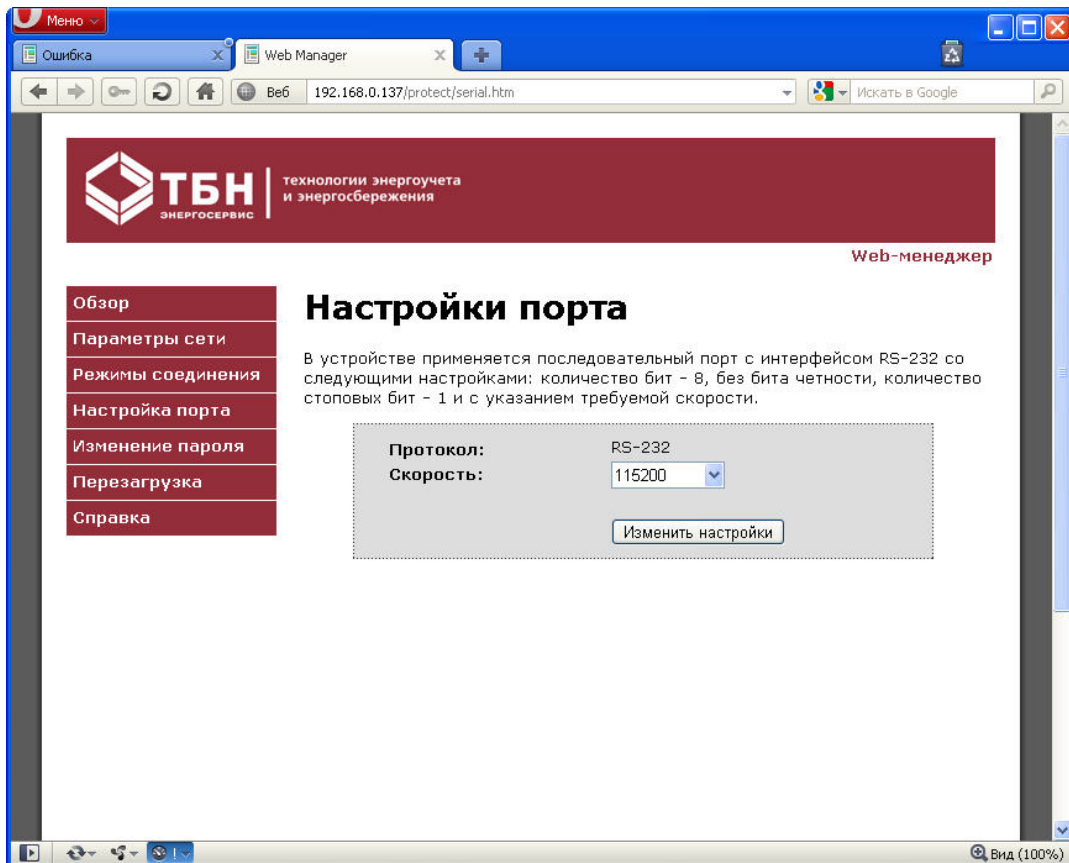 Меню
Ошибка
Web Manager
Веб
192.168.0.137/protect/serial.htm
Искать в Google
ТБН
ЭНЕРГОСЕРВИС
технологии энергоучета
и энергосбережения
Web-менеджер
Обзор
Параметры сети
Режимы соединения
Настройка порта
Изменение пароля
Перезагрузка
Справка
Настройки порта
В устройстве применяется последовательный порт с интерфейсом RS-232 со
следующими настройками: количество бит - 8, без бита четности, количество
стоповых бит - 1 и с указанием требуемой скорости.
Протокол: RS-232
Скорость: 115200
Изменить настройки
Вид (100%)